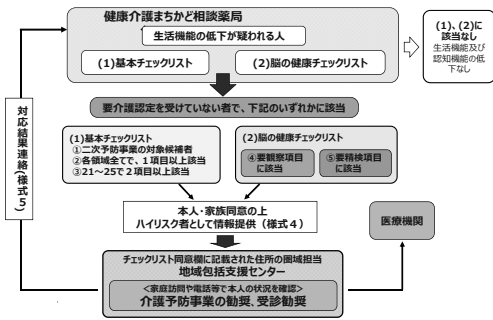 健康介護まちかど相談薬局
生活機能の低下が疑われる人
(1)基本チェックリスト
(2)脳の健康チェックリスト
(1)、(2)に
該当なし
生活機能及び
認知機能の低
下なし
要介護認定を受けていない者で、下記のいずれかに該当
(1)基本チェックリスト
①二次予防事業の対象候補者
②各領域全てで、1項目以上該当
③21～25で2項目以上該当
(2)脳の健康チェックリスト
④要観察項目
に該当
⑤要精検項目
に該当
対応結果連絡(様式5)
本人・家族同意の上
ハイリスク者として情報提供（様式4）
医療機関
チェックリスト同意欄に記載された住所の圏域担当
地域包括支援センター
＜家庭訪問や電話等で本人の状況を確認＞
介護予防事業の勧奨、受診勧奨